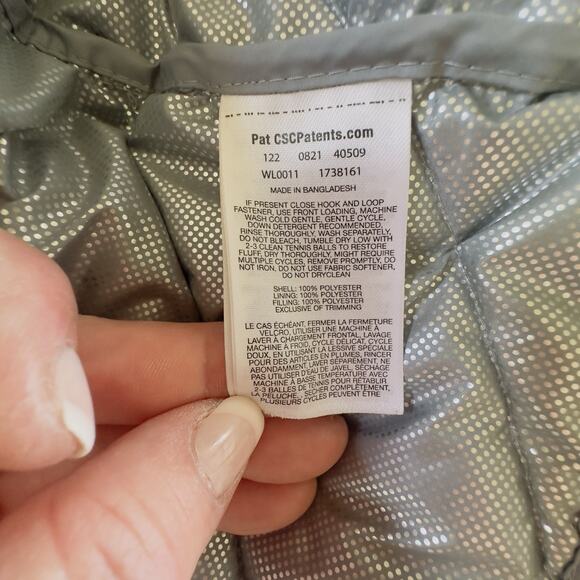 Pat CSCPatents.com
122 0821 40509
WL0011 1738161
MADE IN BANGLADESH
IF PRESENT CLOSE HOOK AND LOOP
FASTENER, USE FRONT LOADING, MACHINE
WASH COLD GENTLE, GENTLE CYCLE,
DOWN DETERGENT RECOMMENDED,
RINSE THOROUGHLY, WASH SEPARATELY,
DO NOT BLEACH, TUMBLE DRY LOW WITH
2-3 CLEAN TENNIS BALLS TO RESTORE
FLUFF, DRY THOROUGHLY, MIGHT REQUIRE
MULTIPLE CYCLES, REMOVE PROMPTLY, DO
NOT IRON, DO NOT USE FABRIC SOFTENER,
DO NOT DRYCLEAN
SHELL: 100% POLYESTER
LINING: 100% POLYESTER
FILLING: 100% POLYESTER
EXCLUSIVE OF TRIMMING
LE CAS ÉCHÉANT, FERMER LA FERMETURE
VELCRO, UTILISER UNE MACHINE À
LAVER À CHARGEMENT FRONTAL, LAVAGE
MACHINE À FROID, CYCLE DÉLICAT, CYCLE
DOUX, EN UTILISANT LA LESSIVE SPÉCIALE
POUR DES ARTICLES EN PLUMES, RINCER
ABONDAMMENT, LAVER SÉPARÉMENT, NE
PAS UTILISER D'EAU DE JAVEL, SÉCHAGE
MACHINE À BASSE TEMPÉRATURE AVEC
2-3 BALLES DE TENNIS POUR RÉTABLIR
LA PELUCHE, SÉCHER COMPLÈTEMENT,
PLUSIEURS CYCLES PEUVENT ÊTRE